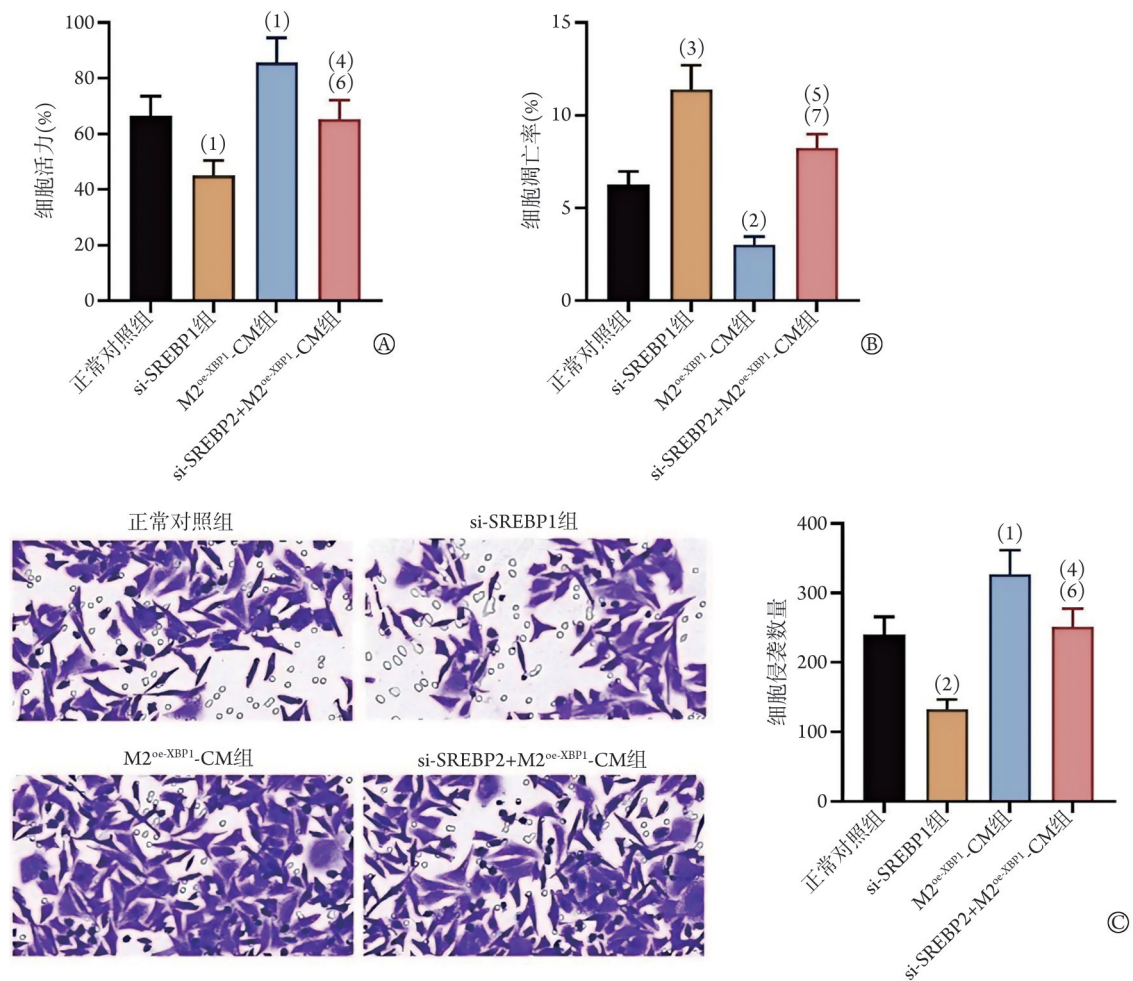 100
80
60
40
20
0
细胞活力(%)
(1)
(1)
(4)
(6)
正常对照组
si-SREBP1组
M2oe-XBP1-CM组
si-SREBP2+M2oe-XBP1-CM组
Ⓐ
15
10
5
0
细胞凋亡率(%)
(3)
(2)
(5)
(7)
正常对照组
si-SREBP1组
M2oe-XBP1-CM组
si-SREBP2+M2oe-XBP1-CM组
Ⓑ
正常对照组
si-SREBP1组
M2oe-XBP1-CM组
si-SREBP2+M2oe-XBP1-CM组
400
300
200
100
0
细胞侵袭数量
(2)
(1)
(4)
(6)
正常对照组
si-SREBP1组
M2oe-XBP1-CM组
si-SREBP2+M2oe-XBP1-CM组
Ⓒ